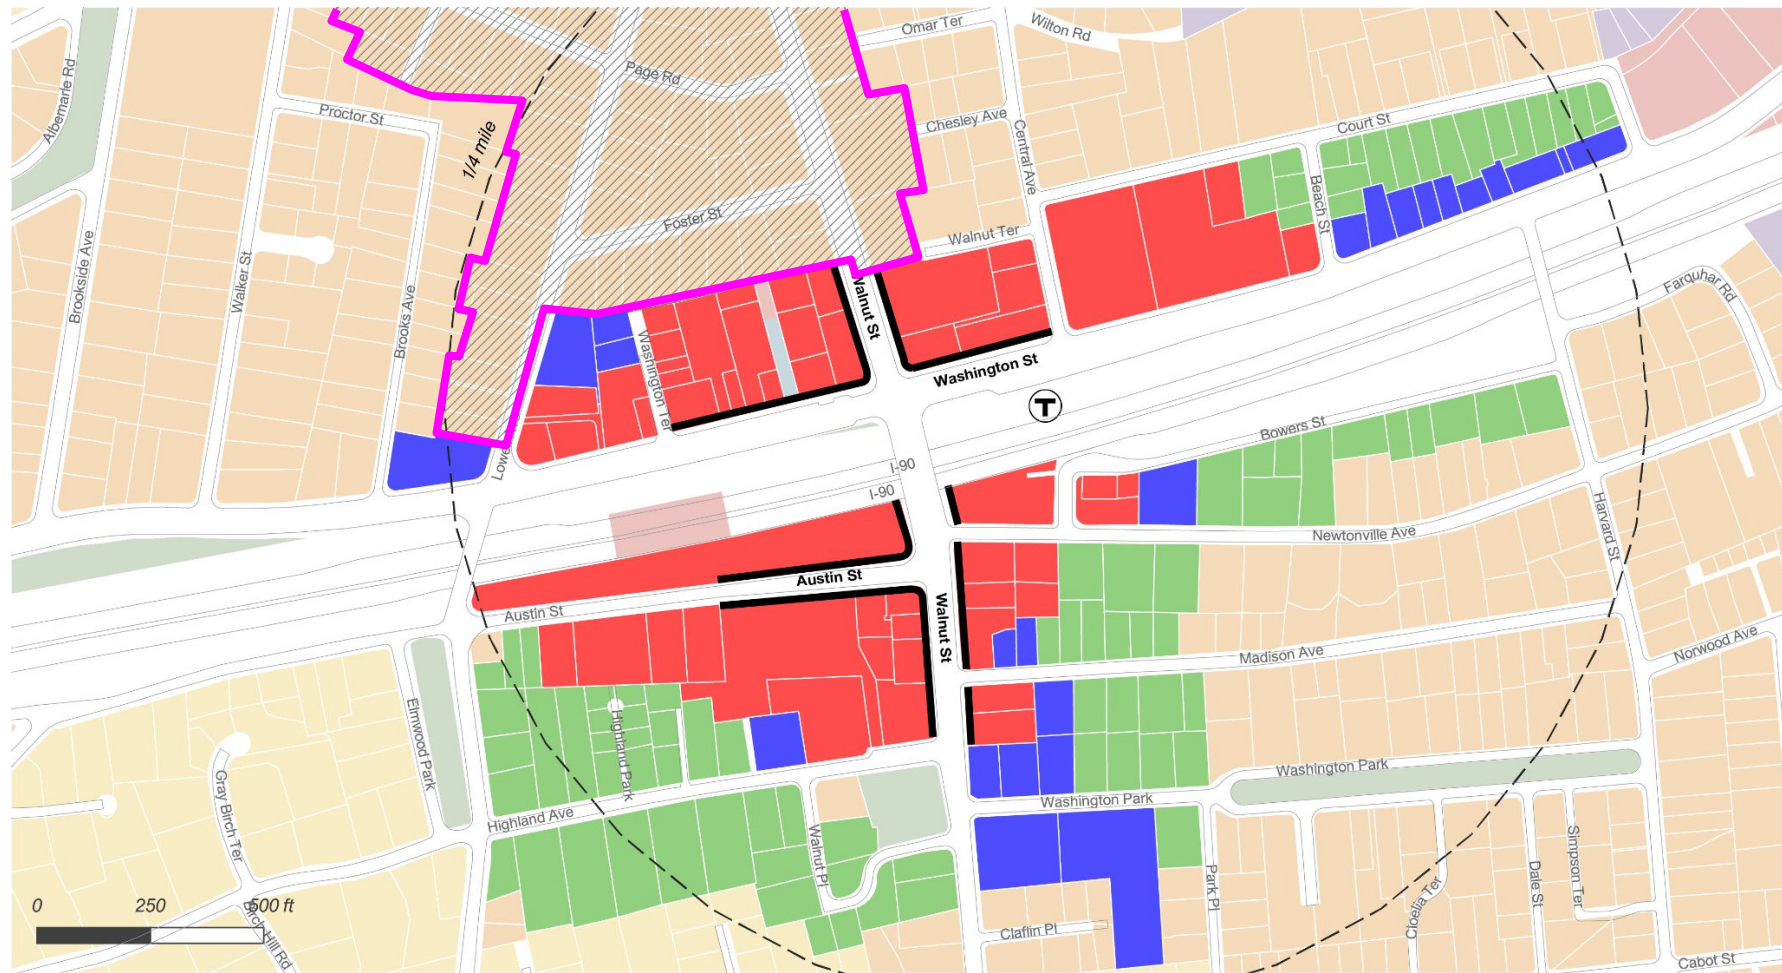 Omar Ter
Wilton Rd
Albemarle Rd
Page Rd
Proctor St
1/4 mile
Chesley Ave
Central Ave
Court St
Beach St
Foster St
Walnut Ter
Brookside Ave
Walker St
Brooks Ave
Walnut St
Washington St
Washington Ter
Farquhar Rd
T
Bowers St
Lowe
I-90
I-90
Newtonville Ave
Harvard St
Austin St
Austin St
Walnut St
Madison Ave
Norwood Ave
Elmwood Park
Highland Park
Gray Birch Ter
Highland Ave
Washington Park
Washington Park
Walnut Pl
Park Pl
Cloelia Ter
Dale St
Simpson Ter
0 250 500 ft
Birch Hill Rd
Claflin Pl
Cabot St